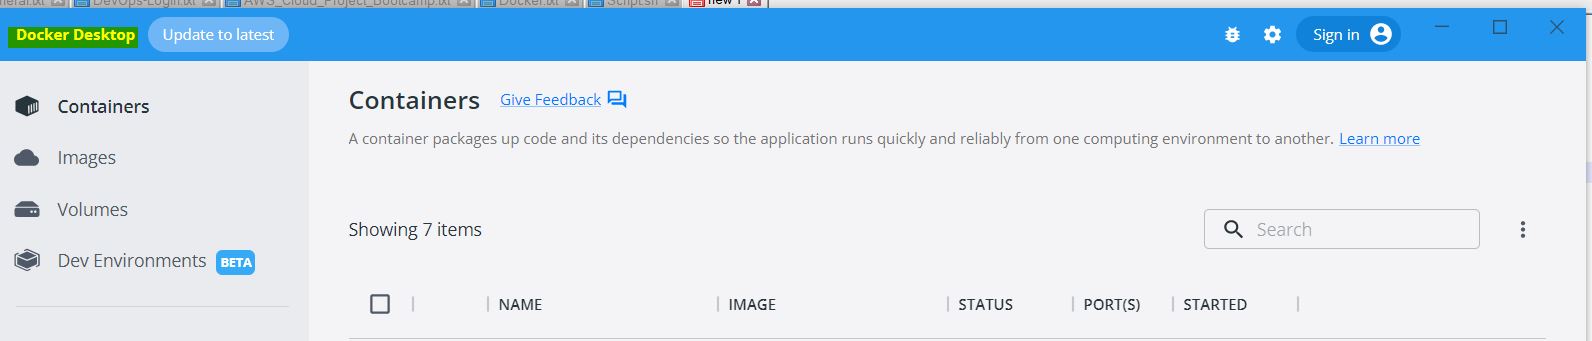 DevOps-Login.txt AWS_Cloud_Project_Bootcamp.txt Docker.txt Script.sh new 1
Docker Desktop Update to latest Sign in
Containers
Images
Volumes
Dev Environments BETA
Containers Give Feedback
A container packages up code and its dependencies so the application runs quickly and reliably from one computing environment to another. Learn more
Showing 7 items Search
NAME IMAGE STATUS PORT(S) STARTED